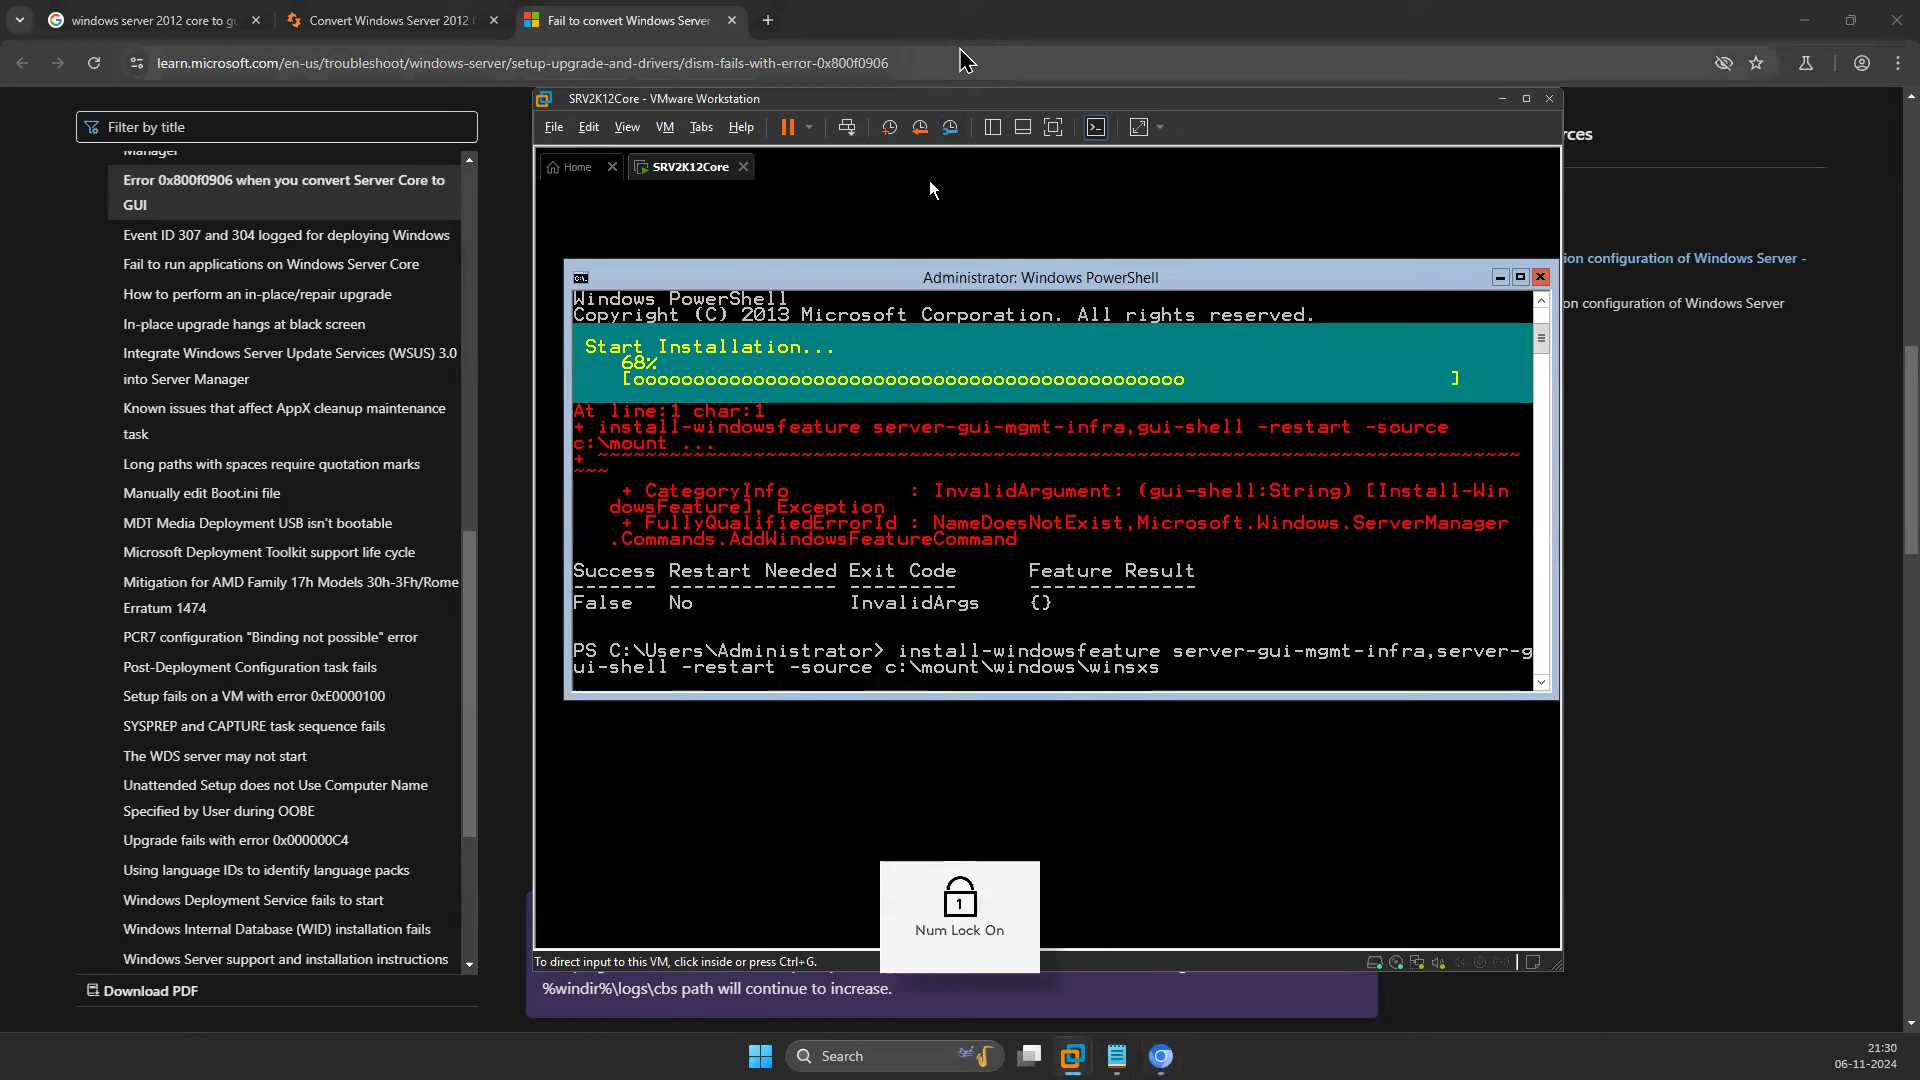 windows server 2012 core to gu
Convert Windows Server 2012 (
Fail to convert Windows Server
learn.microsoft.com/en-us/troubleshoot/windows-server/setup-upgrade-and-drivers/dism-fails-with-error-0x800f0906
Filter by title
Manager
Error 0x800f0906 when you convert Server Core to
GUI
Event ID 307 and 304 logged for deploying Windows
Fail to run applications on Windows Server Core
How to perform an in-place/repair upgrade
In-place upgrade hangs at black screen
Integrate Windows Server Update Services (WSUS) 3.0
into Server Manager
Known issues that affect AppX cleanup maintenance
task
Long paths with spaces require quotation marks
Manually edit Boot.ini file
MDT Media Deployment USB isn't bootable
Microsoft Deployment Toolkit support life cycle
Mitigation for AMD Family 17h Models 30h-3Fh/Rome
Erratum 1474
PCR7 configuration "Binding not possible" error
Post-Deployment Configuration task fails
Setup fails on a VM with error 0xE0000100
SYSPREP and CAPTURE task sequence fails
The WDS server may not start
Unattended Setup does not Use Computer Name
Specified by User during OOBE
Upgrade fails with error 0x000000C4
Using language IDs to identify language packs
Windows Deployment Service fails to start
Windows Internal Database (WID) installation fails
Windows Server support and installation instructions
Download PDF
SRV2K12Core - VMware Workstation
File Edit View VM Tabs Help
Home
SRV2K12Core
Administrator: Windows PowerShell
Windows PowerShell
Copyright (C) 2013 Microsoft Corporation. All rights reserved.
Start Installation...
68%
[oooooooooooooooooooooooooooooooooooooooooooooo ]
At line:1 char:1
+ install-windowsfeature server-gui-mgmt-infra,gui-shell -restart -source
c:\mount ...
+ ~~~~~~~~~~~~~~~~~~~~~~~~~~~~~~~~~~~~~~~~~~~~~~~~~~~~~~~~~~~~~~~~~~~~~~~~~~~~~
~~~
+ CategoryInfo : InvalidArgument: (gui-shell:String) [Install-Win
dowsFeature], Exception
+ FullyQualifiedErrorId : NameDoesNotExist,Microsoft.Windows.ServerManager
.Commands.AddWindowsFeatureCommand
Success Restart Needed Exit Code Feature Result
------- -------------- --------- --------------
False No InvalidArgs {}
PS C:\Users\Administrator> install-windowsfeature server-gui-mgmt-infra,server-g
ui-shell -restart -source c:\mount\windows\winsxs
1
Num Lock On
To direct input to this VM, click inside or press Ctrl+G.
%windir%\logs\cbs path will continue to increase.
rces
on configuration of Windows Server -
on configuration of Windows Server
Search
21:30
06-11-2024